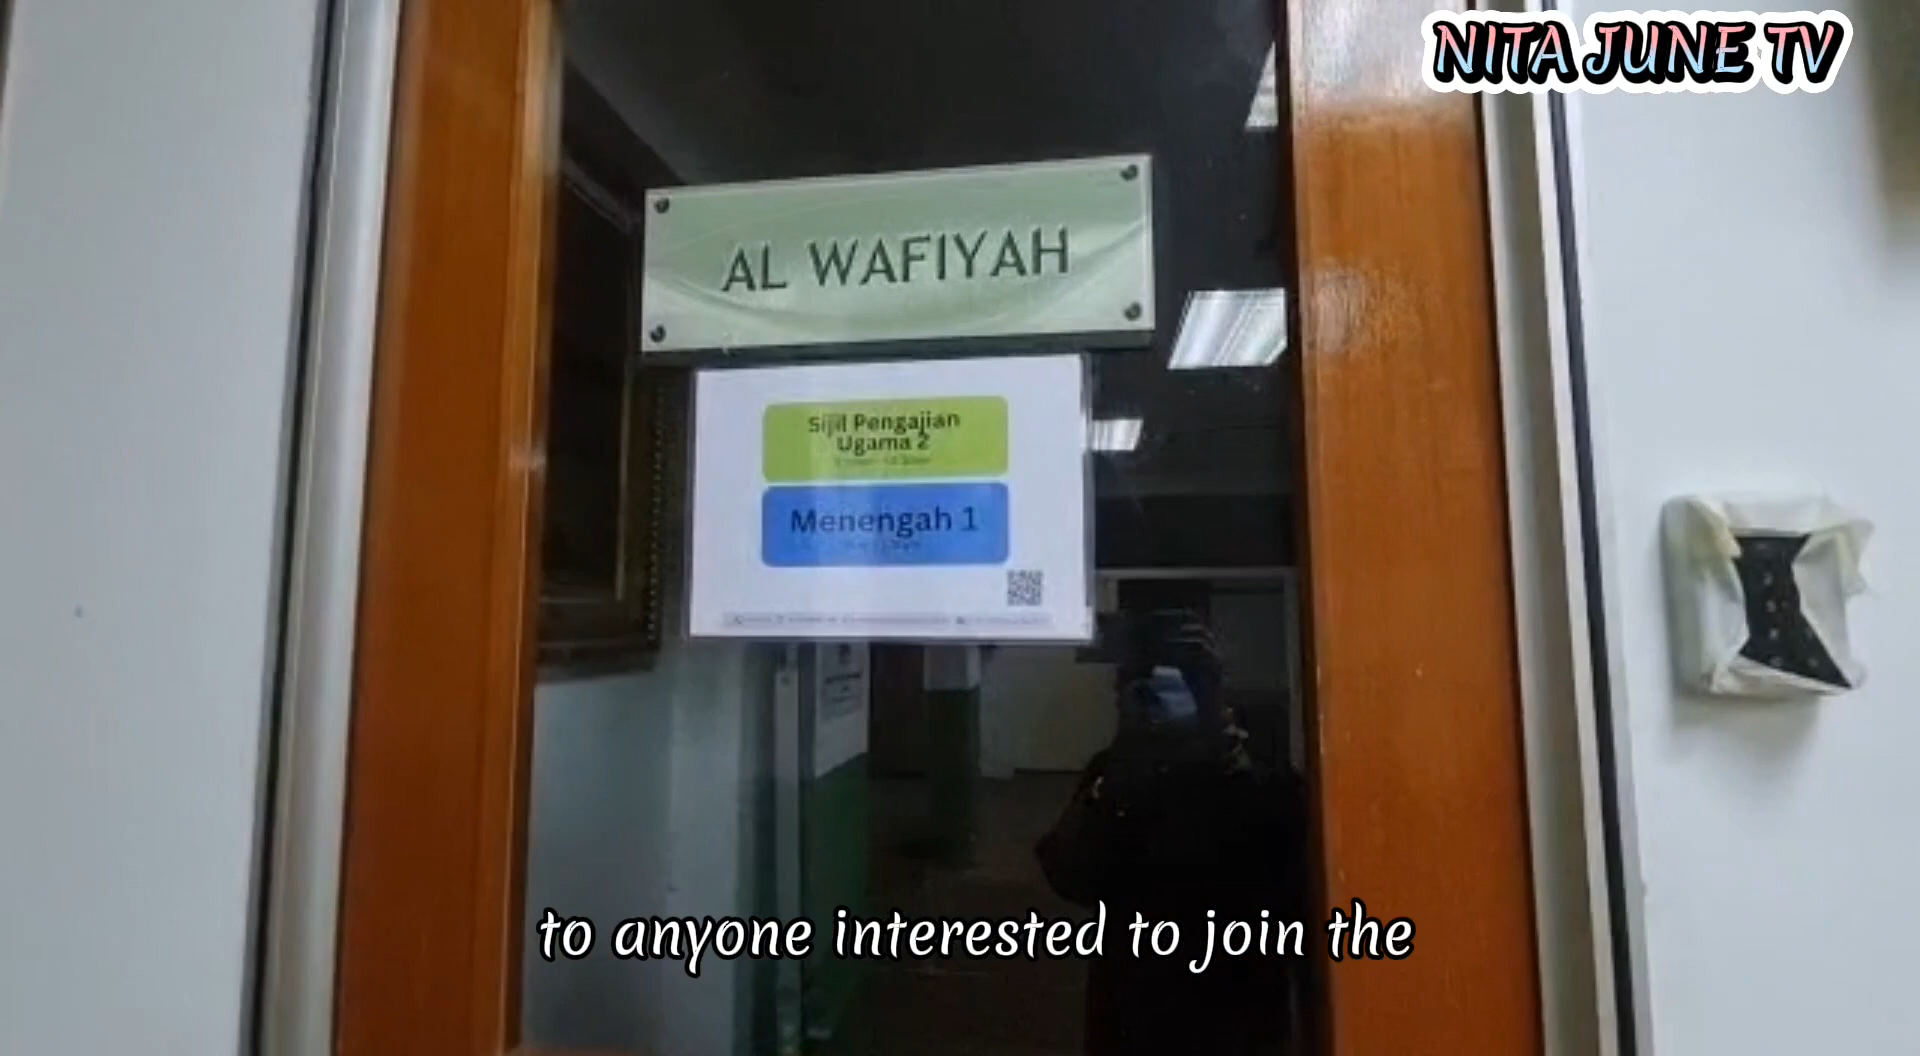 NITA JUNE TV
AL WAFIYAH
Sijil Pengajian
Ugama 2
Menengah 1
to anyone interested to join the